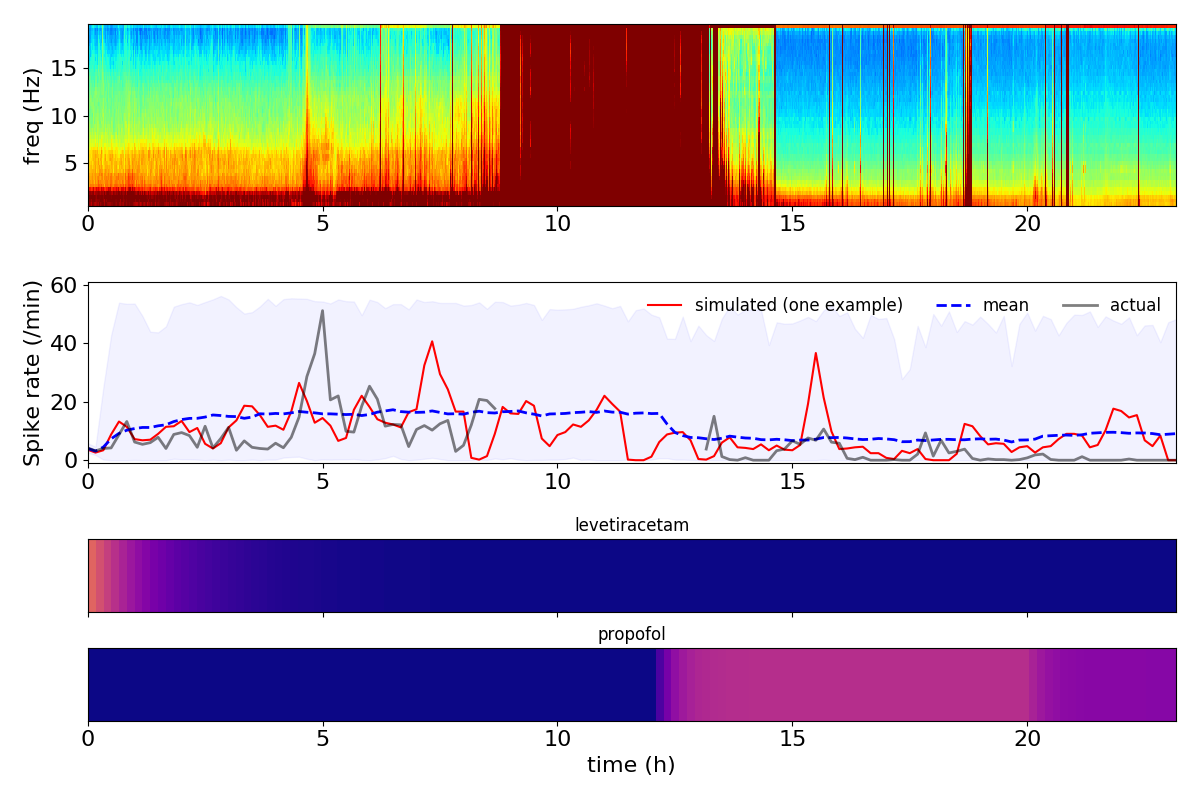 freq (Hz)
15
10
5
0 5 10 15 20
Spike rate (/min)
60
40
20
0
simulated (one example) mean actual
0 5 10 15 20
levetiracetam
propofol
0 5 10 15 20
time (h)